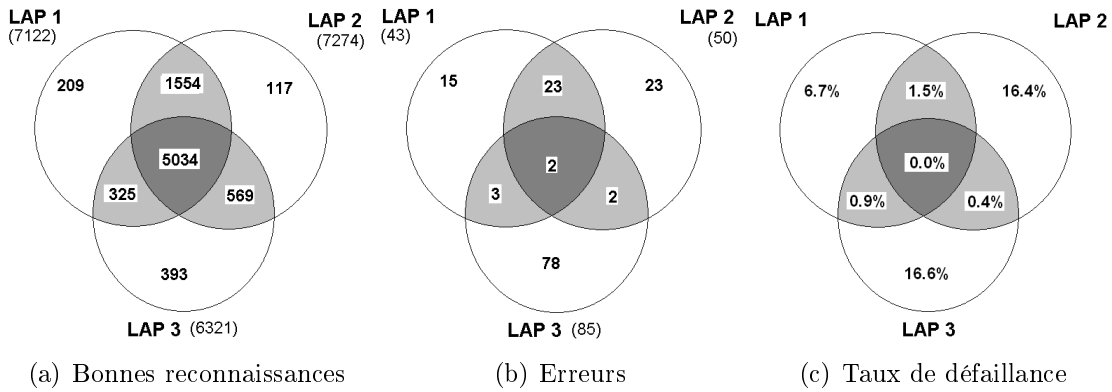 LAP 1
(7122)
LAP 2
(7274)
209
1554
117
5034
325
569
393
LAP 3 (6321)
(a) Bonnes reconnaissances
LAP 1
(43)
LAP 2
(50)
15
23
23
2
3
2
78
LAP 3 (85)
(b) Erreurs
LAP 1
LAP 2
6.7%
1.5%
16.4%
0.0%
0.9%
0.4%
16.6%
LAP 3
(c) Taux de défaillance